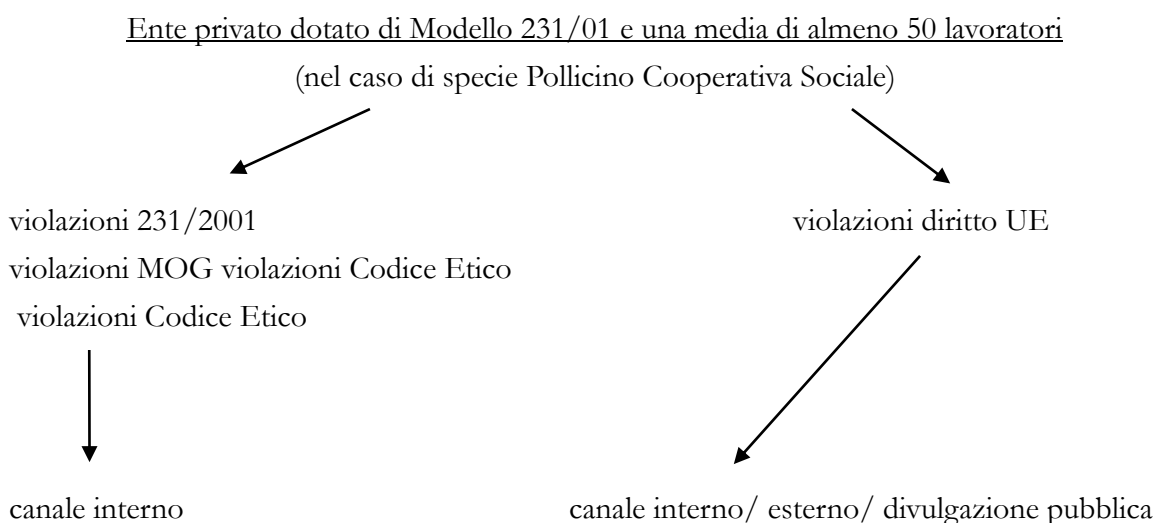 Ente privato dotato di Modello 231/01 e una media di almeno 50 lavoratori
(nel caso di specie Pollicino Cooperativa Sociale)
violazioni 231/2001
violazioni diritto UE
violazioni MOG violazioni Codice Etico
violazioni Codice Etico
canale interno
canale interno/ esterno/ divulgazione pubblica